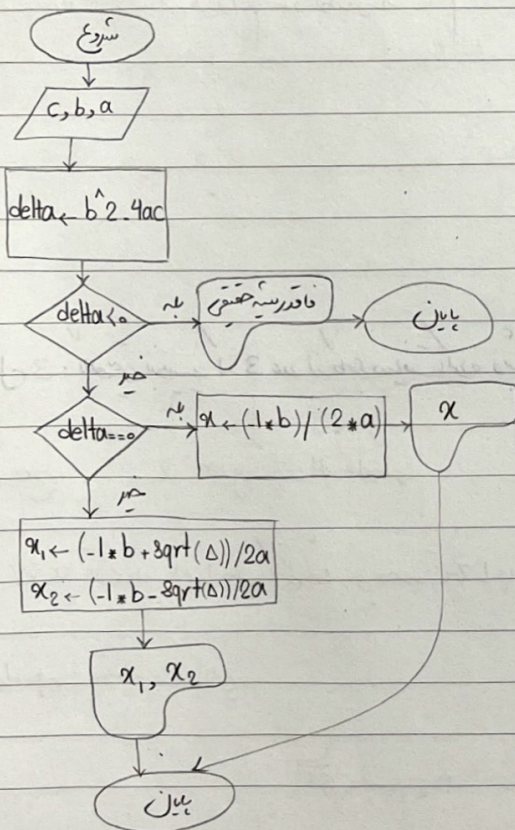 شروع
c, b, a
delta ← b^2-4ac
delta<0
بله
فاقد ریشه حقیقی
پایان
خیر
delta==0
بله
x ← (-1*b) / (2*a)
x
خیر
x₁ ← (-1*b + sqrt(Δ))/2a
x₂ ← (-1*b - sqrt(Δ))/2a
x₁, x₂
پایان